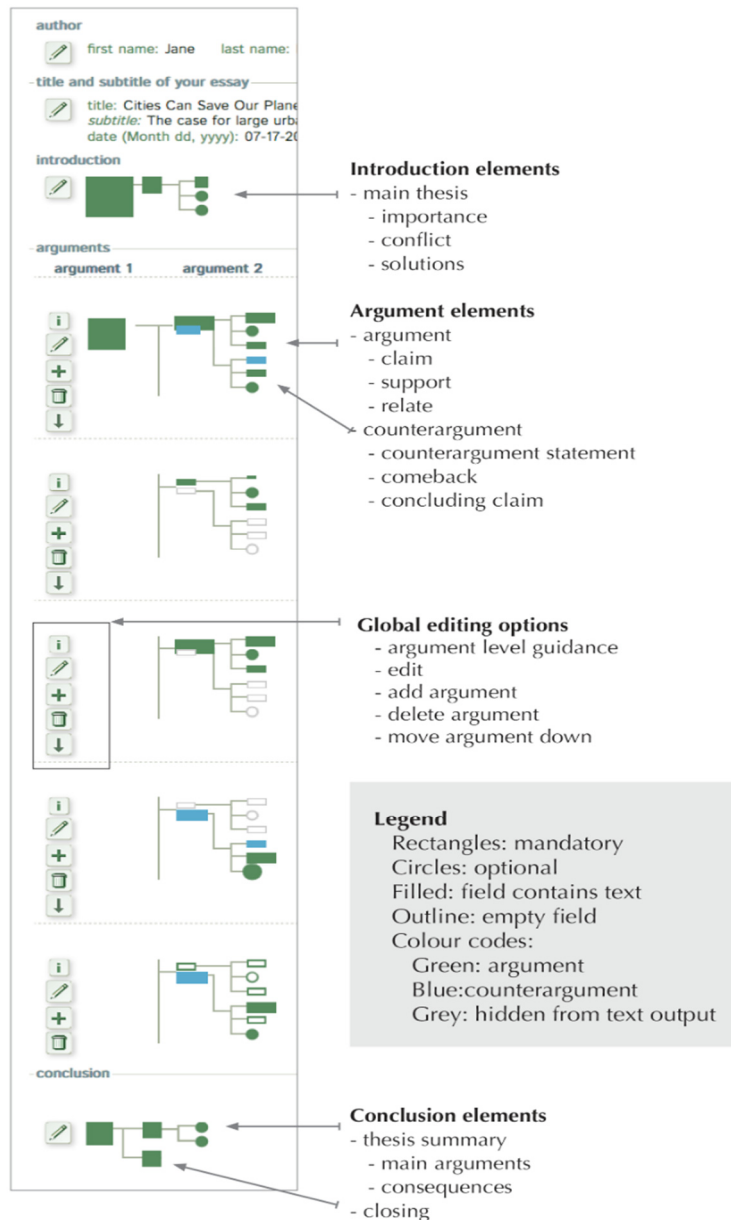 author
first name: Jane last name:
title and subtitle of your essay
title: Cities Can Save Our Plane
subtitle: The case for large urb
date (Month dd, yyyy): 07-17-20
introduction
Introduction elements
- main thesis
- importance
- conflict
- solutions
arguments
argument 1 argument 2
Argument elements
- argument
- claim
- support
- relate
- counterargument
- counterargument statement
- comeback
- concluding claim
Global editing options
- argument level guidance
- edit
- add argument
- delete argument
- move argument down
Legend
Rectangles: mandatory
Circles: optional
Filled: field contains text
Outline: empty field
Colour codes:
Green: argument
Blue:counterargument
Grey: hidden from text output
conclusion
Conclusion elements
- thesis summary
- main arguments
- consequences
- closing